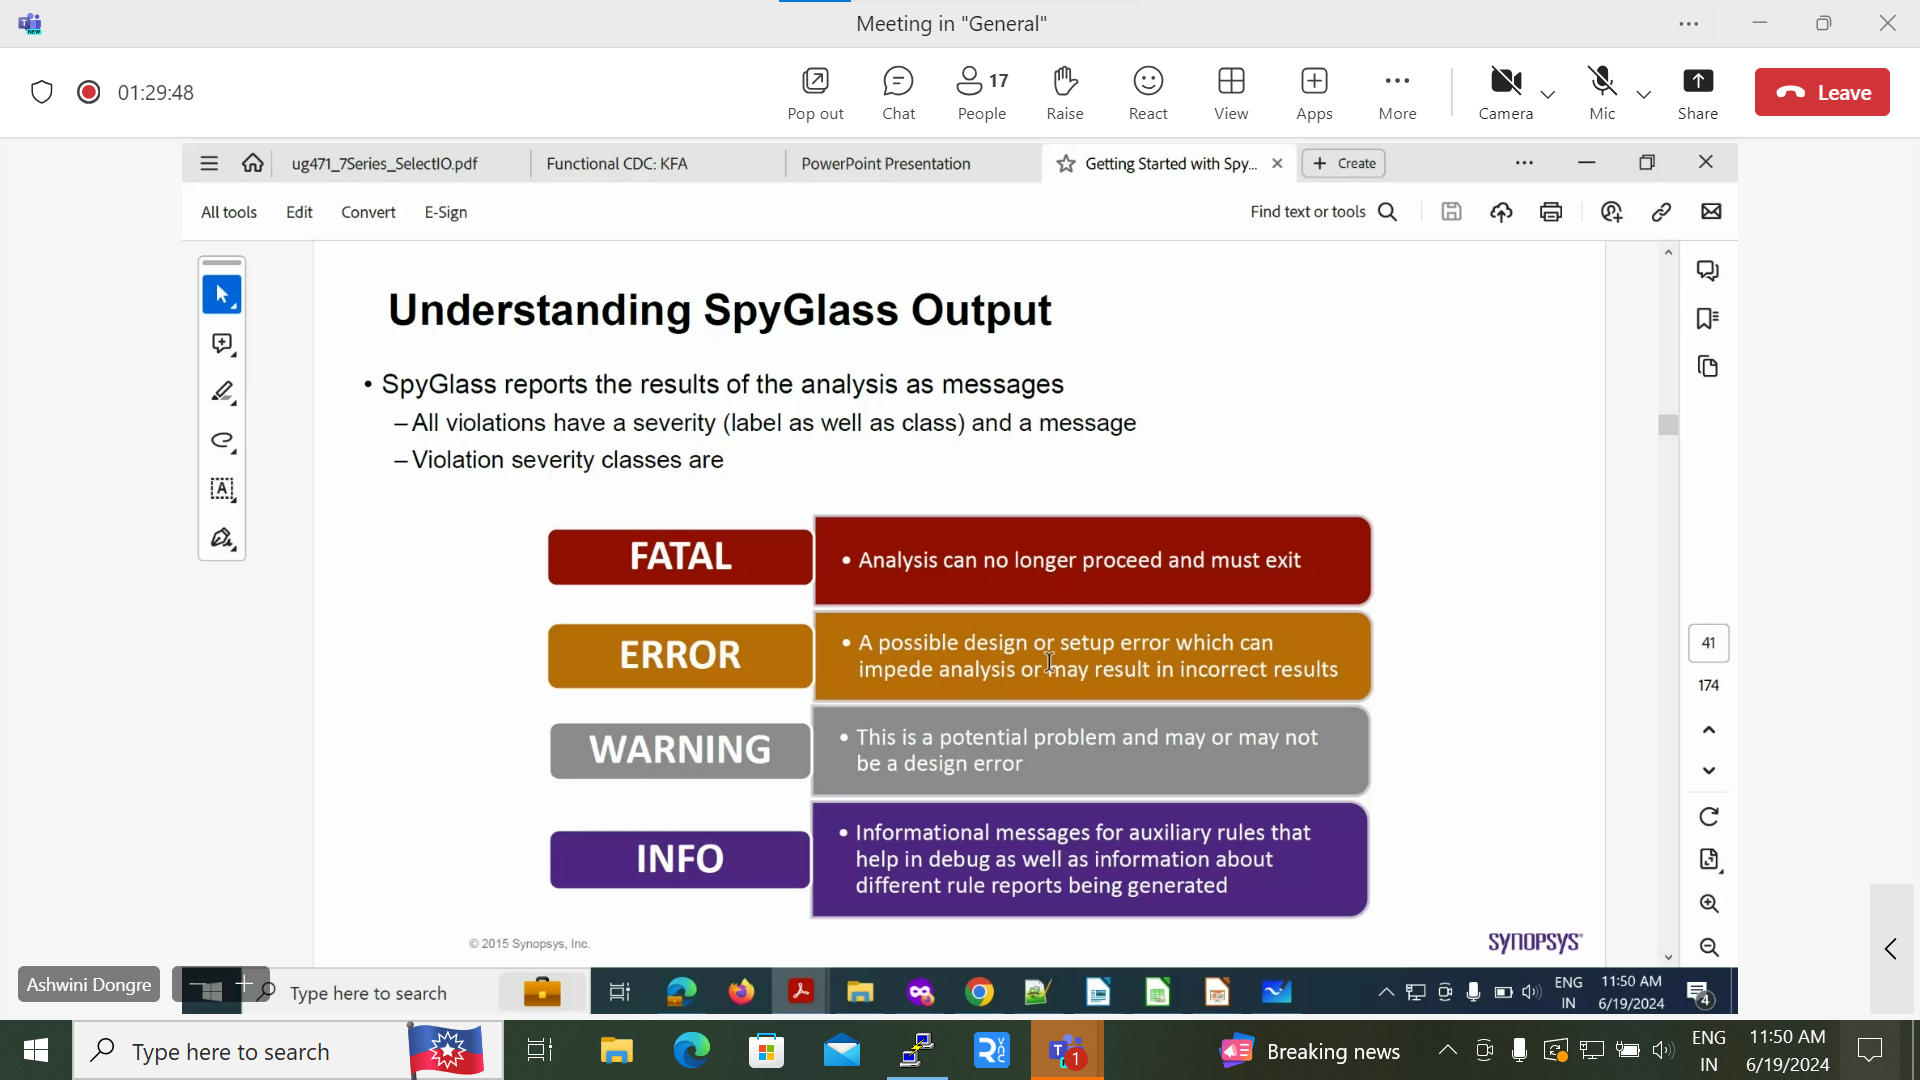 Meeting in "General"
01:29:48
Pop out
Chat
17
People
Raise
React
View
Apps
More
Camera
Mic
Share
Leave
ug471_7Series_SelectIO.pdf
Functional CDC: KFA
PowerPoint Presentation
Getting Started with Spy...
Create
All tools
Edit
Convert
E-Sign
Find text or tools
Understanding SpyGlass Output
• SpyGlass reports the results of the analysis as messages
– All violations have a severity (label as well as class) and a message
– Violation severity classes are
FATAL
• Analysis can no longer proceed and must exit
ERROR
• A possible design or setup error which can
impede analysis or may result in incorrect results
WARNING
• This is a potential problem and may or may not
be a design error
INFO
• Informational messages for auxiliary rules that
help in debug as well as information about
different rule reports being generated
© 2015 Synopsys, Inc.
SYNOPSYS®
41
174
Ashwini Dongre
Type here to search
ENG
IN
11:50 AM
6/19/2024
4
Type here to search
NEW
1
Breaking news
ENG
IN
11:50 AM
6/19/2024